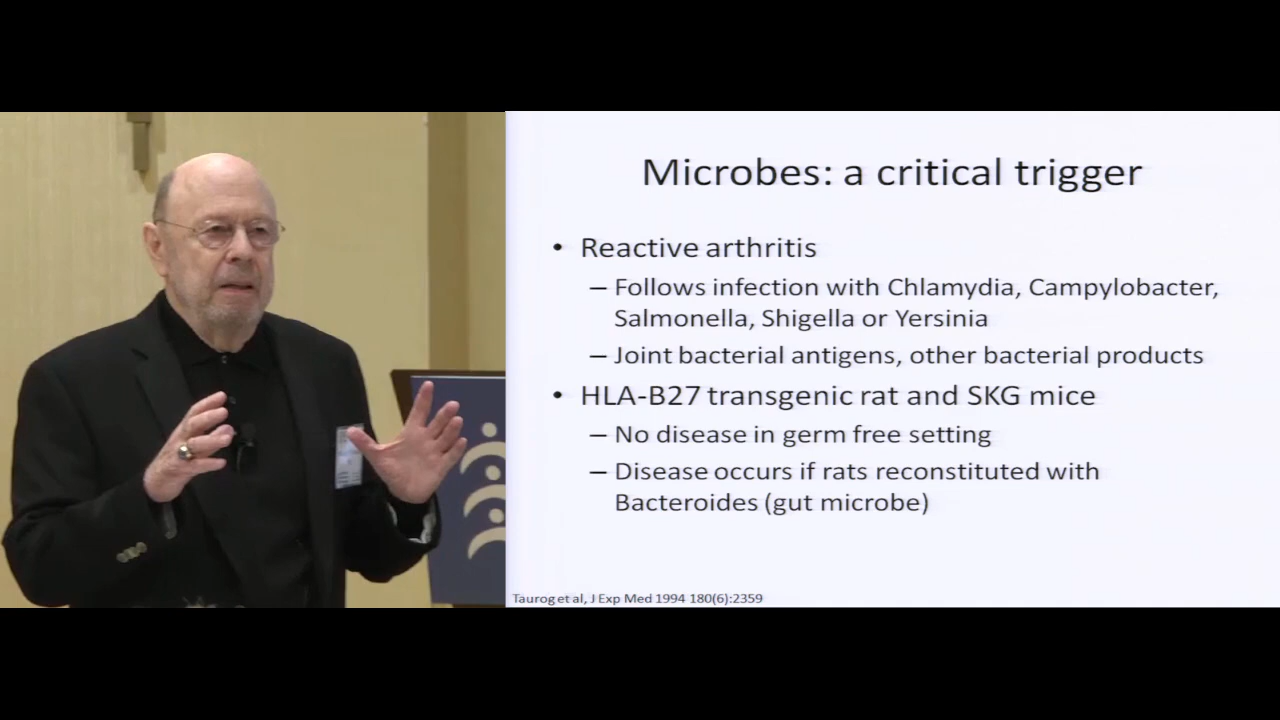 Microbes: a critical trigger
• Reactive arthritis
– Follows infection with Chlamydia, Campylobacter,
Salmonella, Shigella or Yersinia
– Joint bacterial antigens, other bacterial products
• HLA-B27 transgenic rat and SKG mice
– No disease in germ free setting
– Disease occurs if rats reconstituted with
Bacteroides (gut microbe)
Taurog et al, J Exp Med 1994 180(6):2359